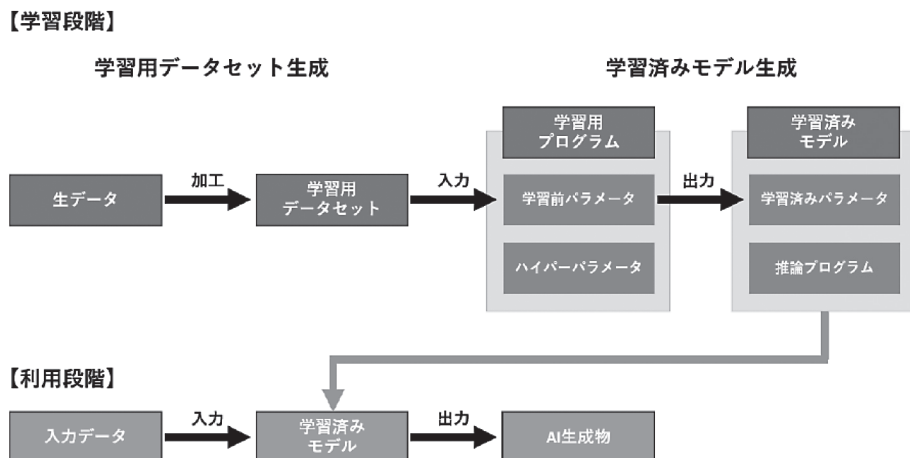 【学習段階】
学習用データセット生成
学習済みモデル生成
生データ
加工
学習用
データセット
入力
学習用
プログラム
学習前パラメータ
ハイパーパラメータ
出力
学習済み
モデル
学習済みパラメータ
推論プログラム
【利用段階】
入力データ
入力
学習済み
モデル
出力
AI生成物